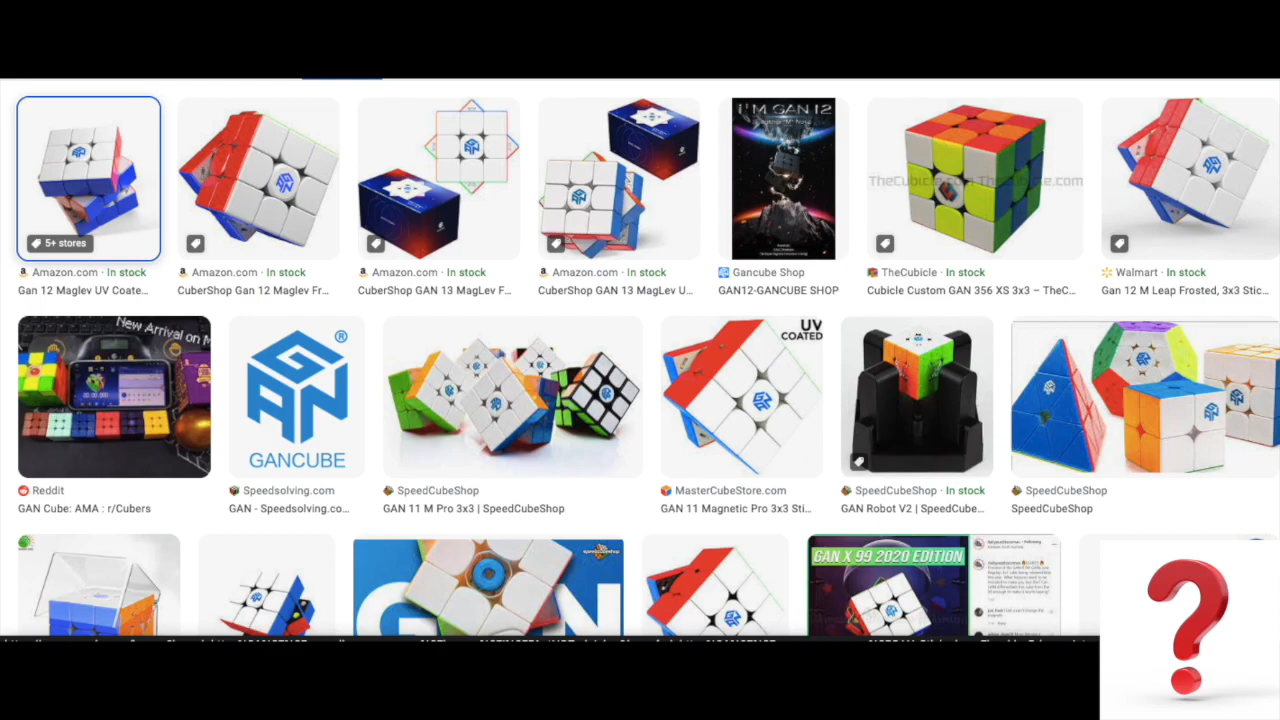 I'M GAN 12
TheCubicle.com TheCubicle.com
5+ stores
Amazon.com · In stock
Gan 12 Maglev UV Coate...
Amazon.com · In stock
CuberShop Gan 12 Maglev Fr...
Amazon.com · In stock
CuberShop GAN 13 MagLev F...
Amazon.com · In stock
CuberShop GAN 13 MagLev U...
Gancube Shop
GAN12-GANCUBE SHOP
TheCubicle · In stock
Cubicle Custom GAN 356 XS 3x3 – TheC...
Walmart · In stock
Gan 12 M Leap Frosted, 3x3 Stic...
New Arrival on M
GAN
®
GANCUBE
UV
COATED
Reddit
GAN Cube: AMA : r/Cubers
Speedsolving.com
GAN - Speedsolving.co...
SpeedCubeShop
GAN 11 M Pro 3x3 | SpeedCubeShop
MasterCubeStore.com
GAN 11 Magnetic Pro 3x3 Sti...
SpeedCubeShop · In stock
GAN Robot V2 | SpeedCube...
SpeedCubeShop
SpeedCubeShop
speedcubeshop
GAN X 99 2020 EDITION
?